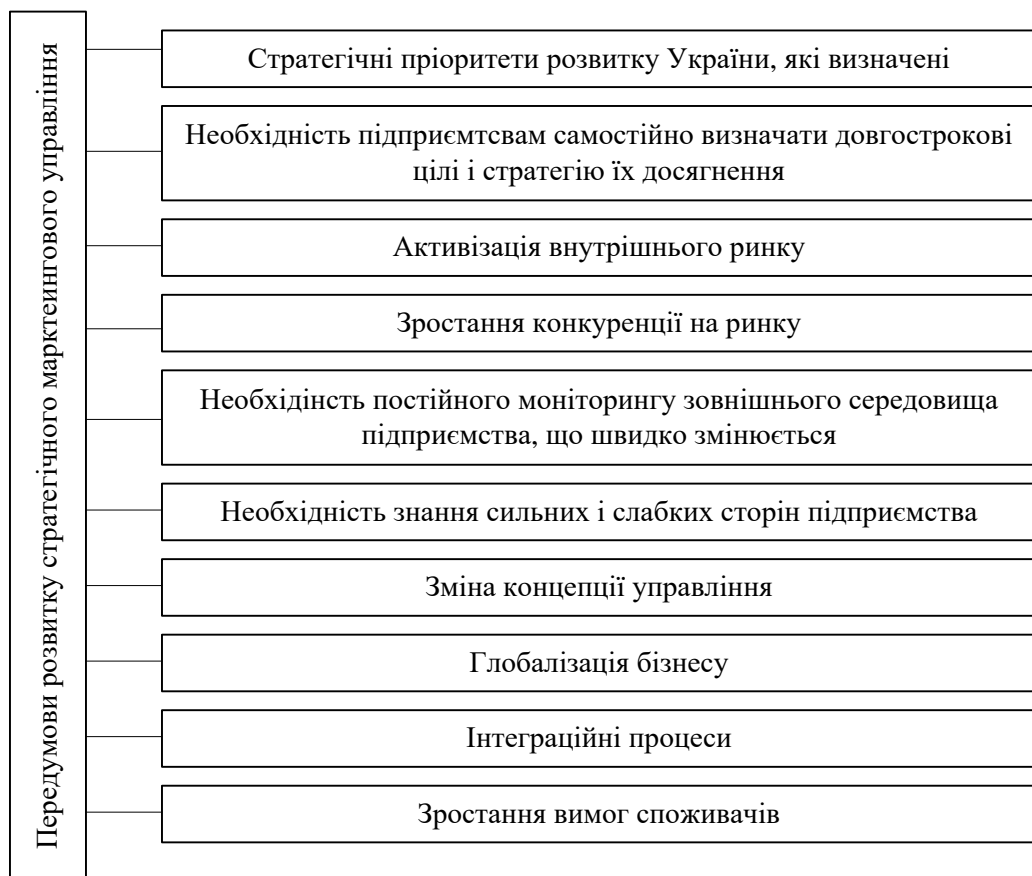 Передумови розвитку стратегічного марктеингового управління
Стратегічні пріоритети розвитку України, які визначені
Необхідність підприємтсвам самостійно визначати довгострокові
цілі і стратегію їх досягнення
Активізація внутрішнього ринку
Зростання конкуренції на ринку
Необхідінсть постійного моніторингу зовнішнього середовища
підприємства, що швидко змінюється
Необхідність знання сильних і слабких сторін підприємства
Зміна концепції управління
Глобалізація бізнесу
Інтеграційні процеси
Зростання вимог споживачів